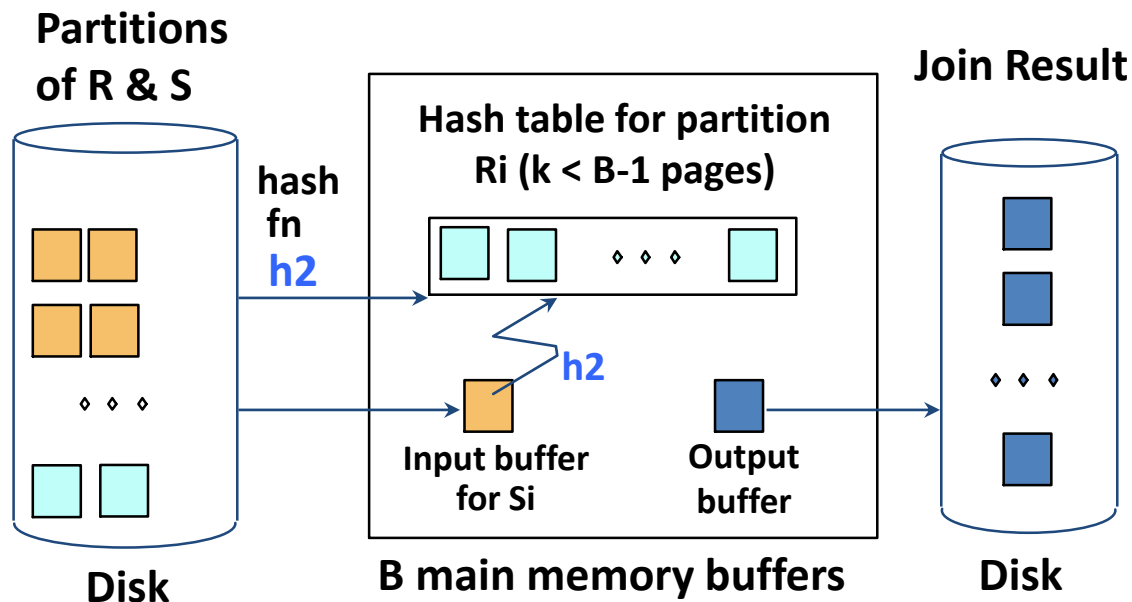 Partitions
of R & S
Join Result
Hash table for partition
Ri (k < B-1 pages)
hash
fn
h2
h2
Input buffer
for Si
Output
buffer
Disk
B main memory buffers
Disk